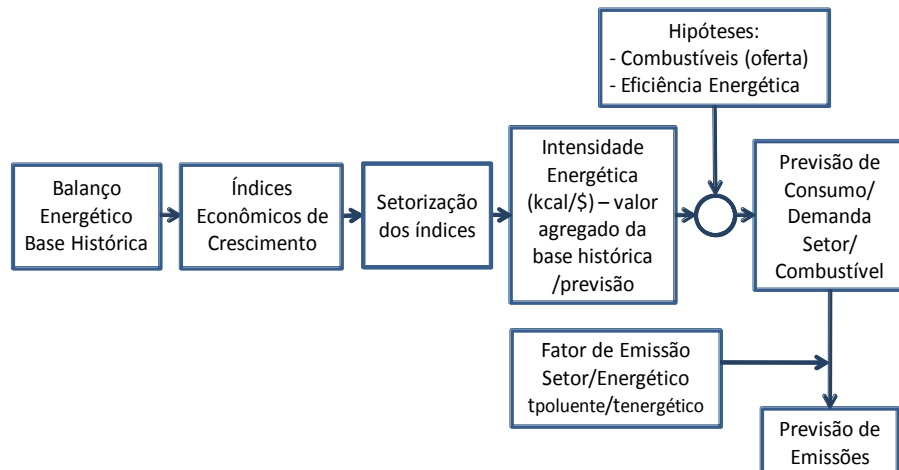 Hipóteses:
- Combustíveis (oferta)
- Eficiência Energética
Balanço
Energético
Base Histórica
Índices
Econômicos de
Crescimento
Setorização
dos índices
Intensidade
Energética
(kcal/$) – valor
agregado da
base histórica
/previsão
Previsão de
Consumo/
Demanda
Setor/
Combustível
Fator de Emissão
Setor/Energético
tpoluente/tenergético
Previsão de
Emissões